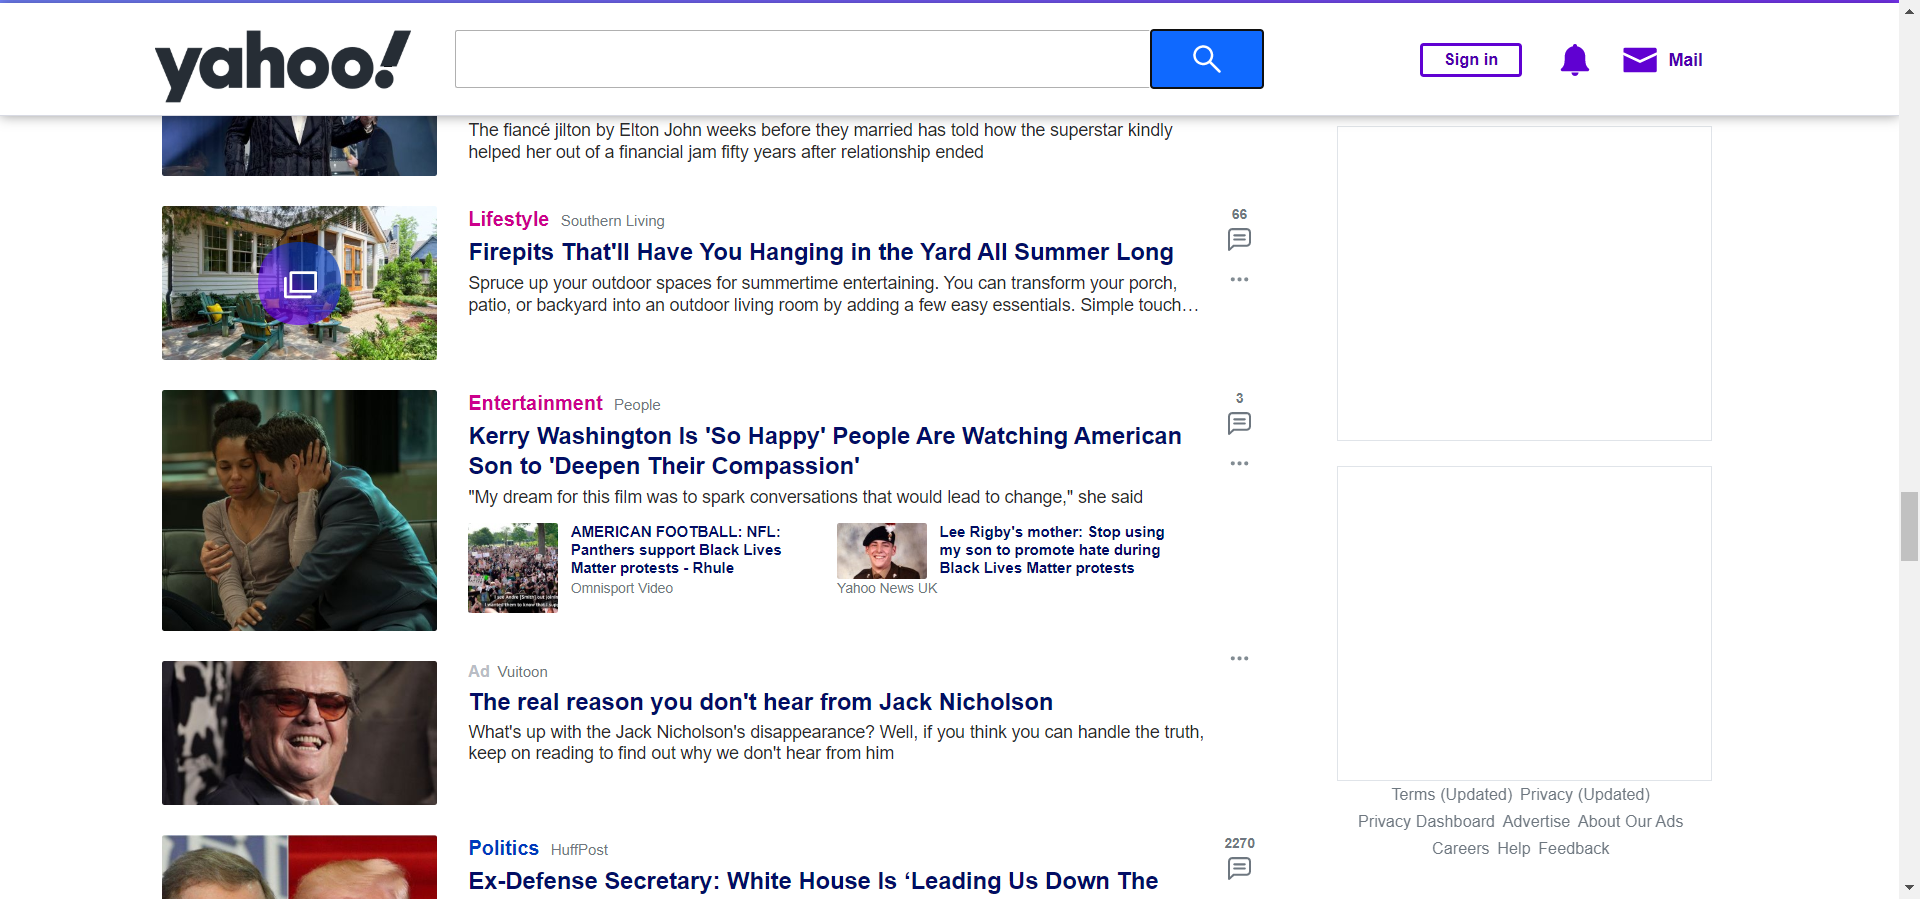 yahoo!
Sign in
Mail
The fiancé jilton by Elton John weeks before they married has told how the superstar kindly
helped her out of a financial jam fifty years after relationship ended
Lifestyle Southern Living
66
Firepits That'll Have You Hanging in the Yard All Summer Long
Spruce up your outdoor spaces for summertime entertaining. You can transform your porch,
patio, or backyard into an outdoor living room by adding a few easy essentials. Simple touch…
Entertainment People
3
Kerry Washington Is 'So Happy' People Are Watching American
Son to 'Deepen Their Compassion'
"My dream for this film was to spark conversations that would lead to change," she said
AMERICAN FOOTBALL: NFL:
Panthers support Black Lives
Matter protests - Rhule
Omnisport Video
Lee Rigby's mother: Stop using
my son to promote hate during
Black Lives Matter protests
Yahoo News UK
Ad Vuitoon
The real reason you don't hear from Jack Nicholson
What's up with the Jack Nicholson's disappearance? Well, if you think you can handle the truth,
keep on reading to find out why we don't hear from him
Politics HuffPost
2270
Ex-Defense Secretary: White House Is ‘Leading Us Down The
Terms (Updated) Privacy (Updated)
Privacy Dashboard Advertise About Our Ads
Careers Help Feedback